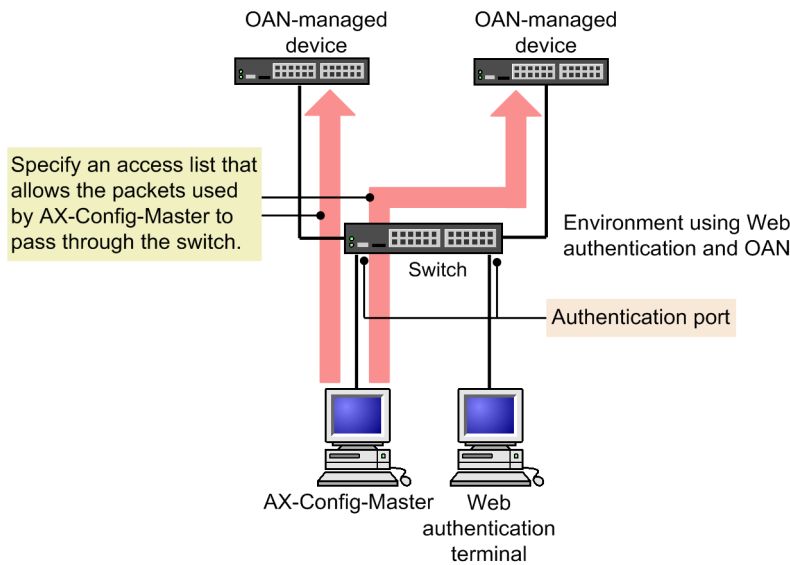 OAN-managed
device
OAN-managed
device
Specify an access list that
allows the packets used
by AX-Config-Master to
pass through the switch.
Environment using Web
authentication and OAN
Switch
Authentication port
AX-Config-Master
Web
authentication
terminal